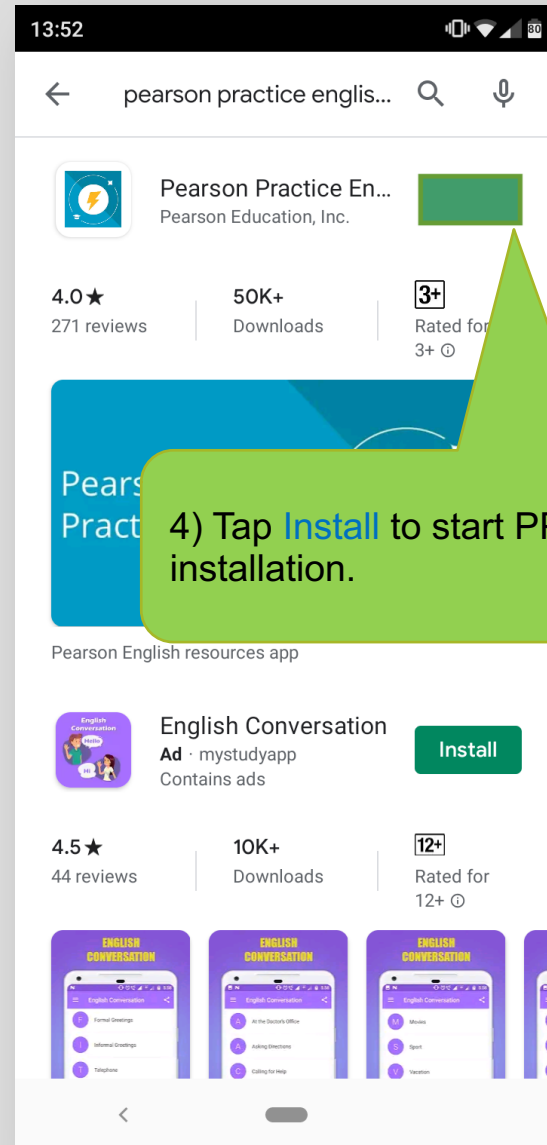 13:52
80
pearson practice englis...
Pearson Practice En...
Pearson Education, Inc.
4.0★
50K+
3+
271 reviews
Downloads
Rated for
3+
Pears
Pract
4) Tap Install to start PP
installation.
Pearson English resources app
English
Conversation
Hello
Hi
English Conversation
Ad · mystudyapp
Contains ads
Install
4.5★
10K+
12+
44 reviews
Downloads
Rated for
12+
ENGLISH
CONVERSATION
English Conversation
F Formal Greetings
I Informal Greetings
T Telephone
ENGLISH
CONVERSATION
English Conversation
A At the Doctor's Office
A Asking Directions
C Calling for Help
ENGLISH
CONVERSATION
English Conversation
M Movies
S Sport
V Vacation